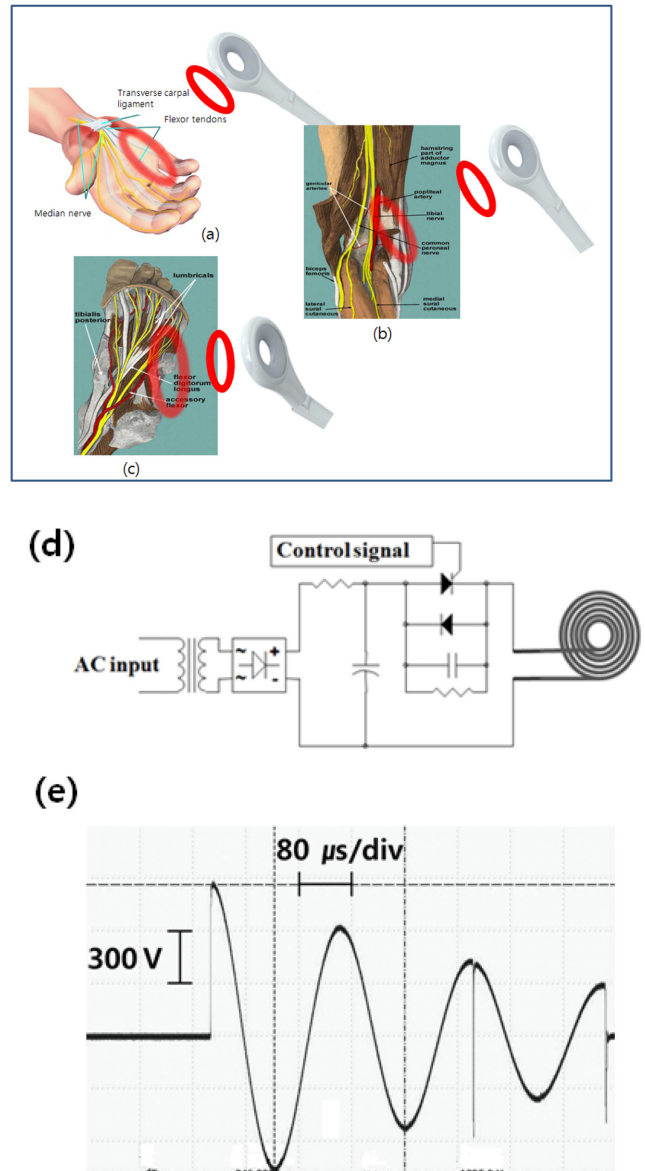 Transverse carpal
ligament
Flexor tendons
Median nerve
(a)
hamstring
part of
adductor
magnus
genicular
arteries
popliteal
artery
tibial
nerve
common
peroneal
nerve
biceps
femoris
lateral
sural
cutaneous
medial
sural
cutaneous
(b)
lumbricals
tibialis
posterior
flexor
digitorum
longus
accessory
flexor
(c)
(d)
Control signal
AC input
~ +
~ -
(e)
80 µs/div
300 V